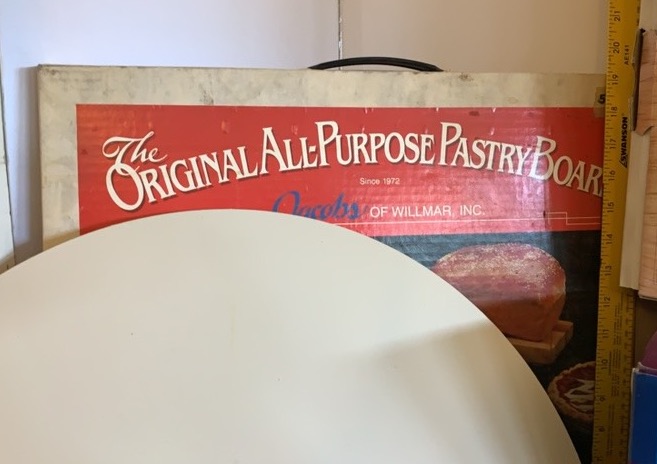 The
ORIGINAL ALL-PURPOSE PASTRY BOAR
Since 1972
Jacobs OF WILLMAR, INC.
SWANSON